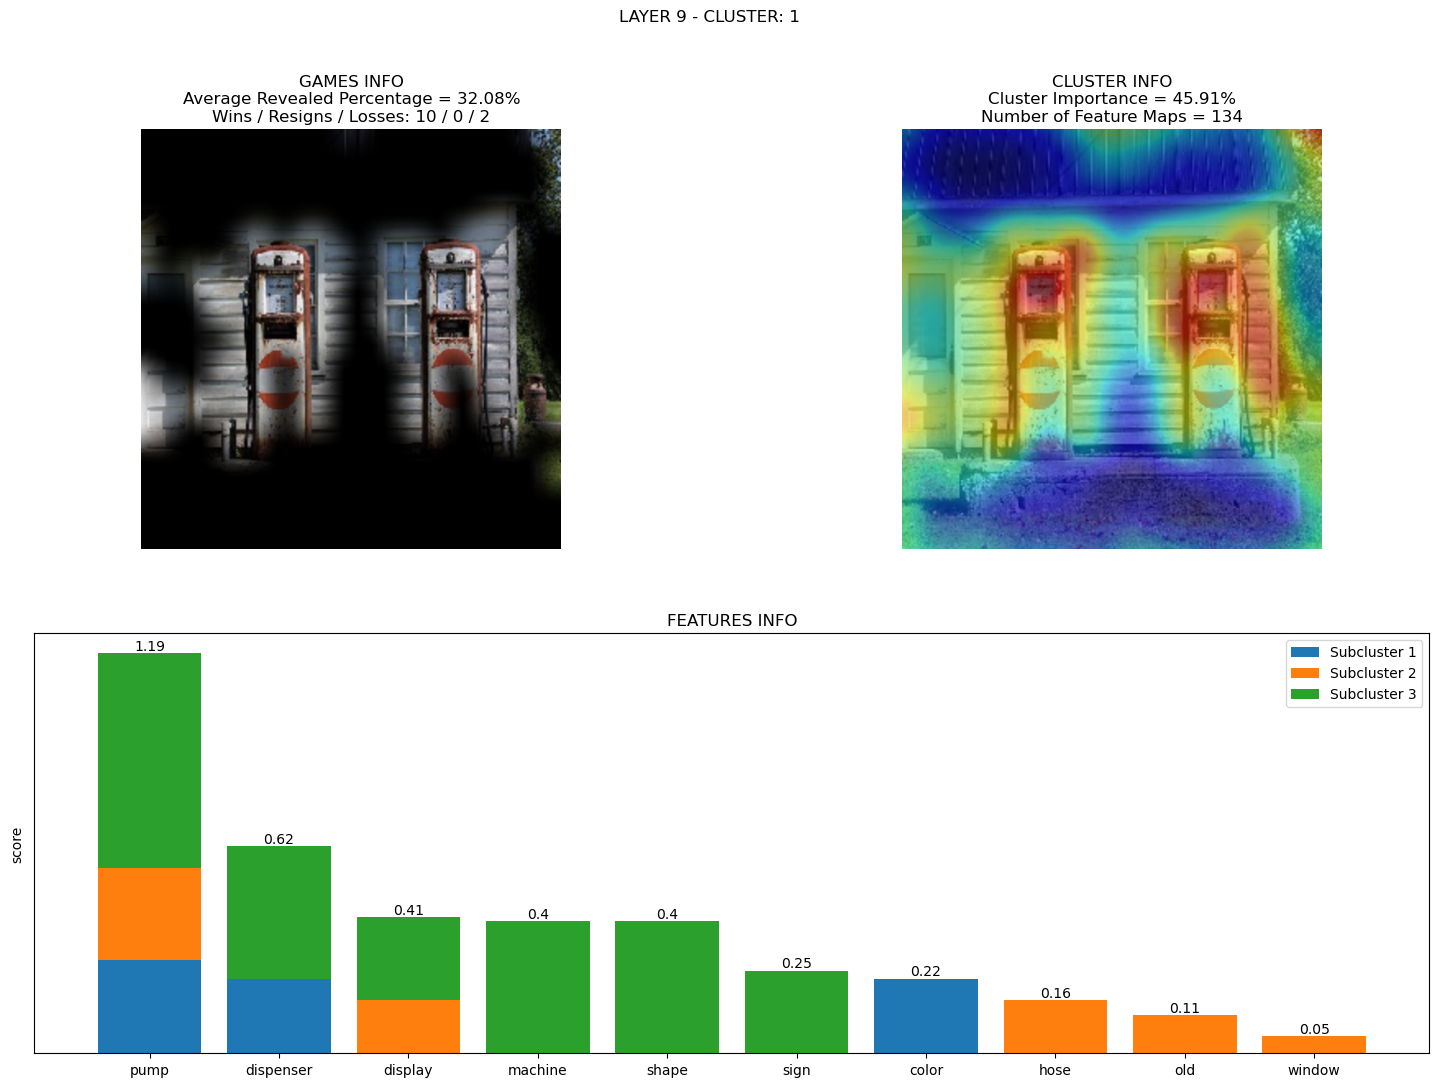 LAYER 9 - CLUSTER: 1
GAMES INFO
Average Revealed Percentage = 32.08%
Wins / Resigns / Losses: 10 / 0 / 2
CLUSTER INFO
Cluster Importance = 45.91%
Number of Feature Maps = 134
FEATURES INFO
score
1.19
0.62
0.41
0.4
0.4
0.25
0.22
0.16
0.11
0.05
Subcluster 1
Subcluster 2
Subcluster 3
pump
dispenser
display
machine
shape
sign
color
hose
old
window